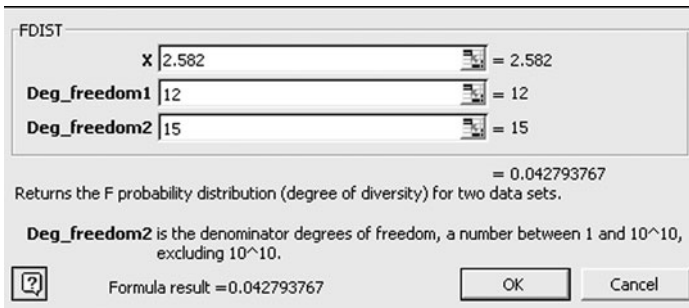 FDIST
X 2.582 = 2.582
Deg_freedom1 12 = 12
Deg_freedom2 15 = 15
= 0.042793767
Returns the F probability distribution (degree of diversity) for two data sets.
Deg_freedom2 is the denominator degrees of freedom, a number between 1 and 10^10,
excluding 10^10.
? Formula result =0.042793767 OK Cancel